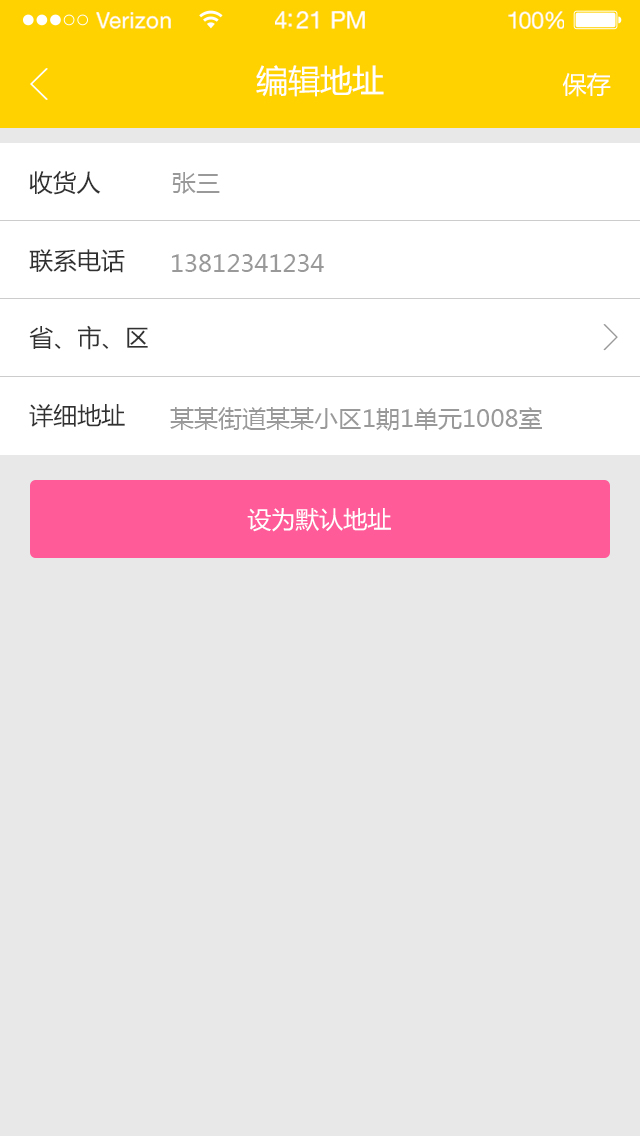 Verizon 4:21 PM 100%
编辑地址 保存
收货人 张三
联系电话 13812341234
省、市、区
详细地址 某某街道某某小区1期1单元1008室
设为默认地址